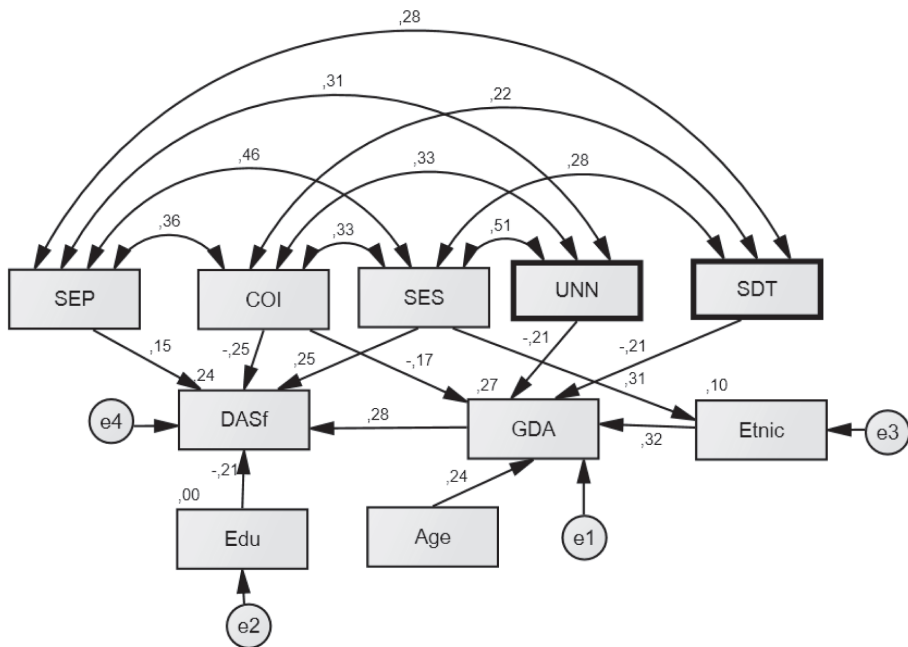 ,28
,31
,22
,46
,33
,28
,36
,33
,51
SEP
COI
SES
UNN
SDT
,15
-,25
,25
-,17
-,21
-,21
,31
,24
,27
,10
DASf
,28
GDA
,32
Etnic
e4
e3
-,21
,24
,00
Edu
Age
e1
e2